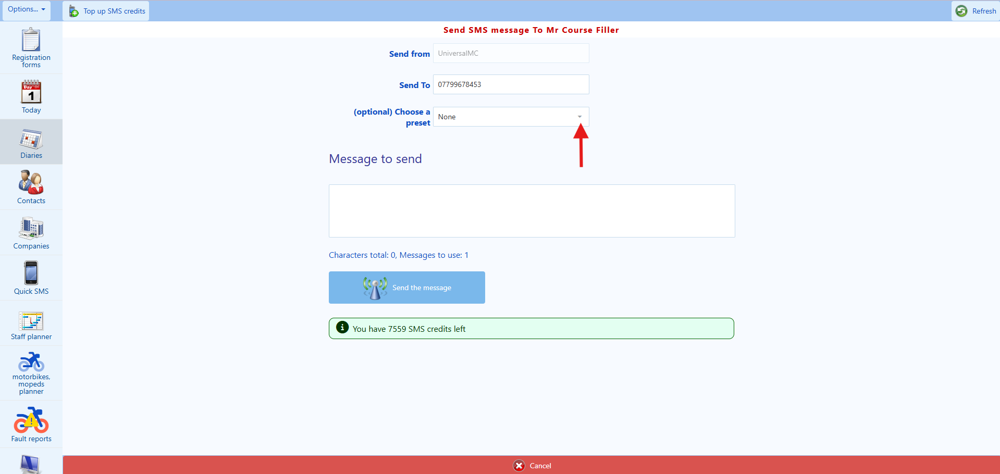 Options...
Top up SMS credits
Refresh
Send SMS message To Mr Course Filler
Registration
forms
Day
1
Today
Diaries
Contacts
Companies
Quick SMS
Staff planner
motorbikes,
mopeds
planner
Fault reports
Send from
UniversalMC
Send To
07799678453
(optional) Choose a
preset
None
Message to send
Characters total: 0, Messages to use: 1
Send the message
You have 7559 SMS credits left
Cancel